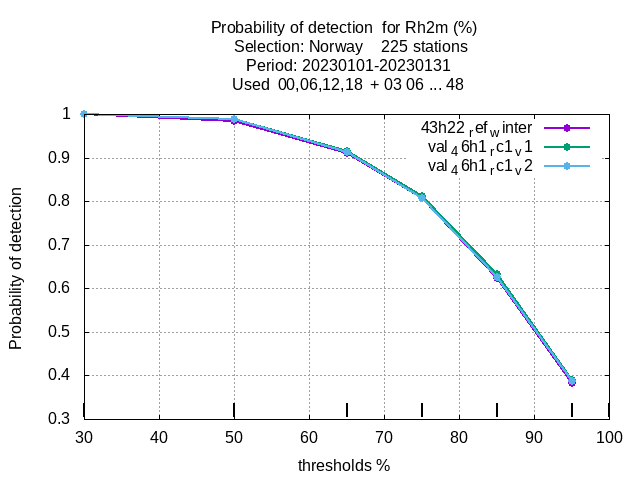 Probability of detection  for Rh2m (%)
Selection: Norway    225 stations
Period: 20230101-20230131
Used  00,06,12,18  + 03 06 ... 48
43h22 ref winter
val 4 6h1 r c1 v 1
val 4 6h1 r c1 v 2
1
0.9
0.8
0.7
0.6
0.5
0.4
0.3
Probability of detection
30 40 50 60 70 80 90 100
thresholds %